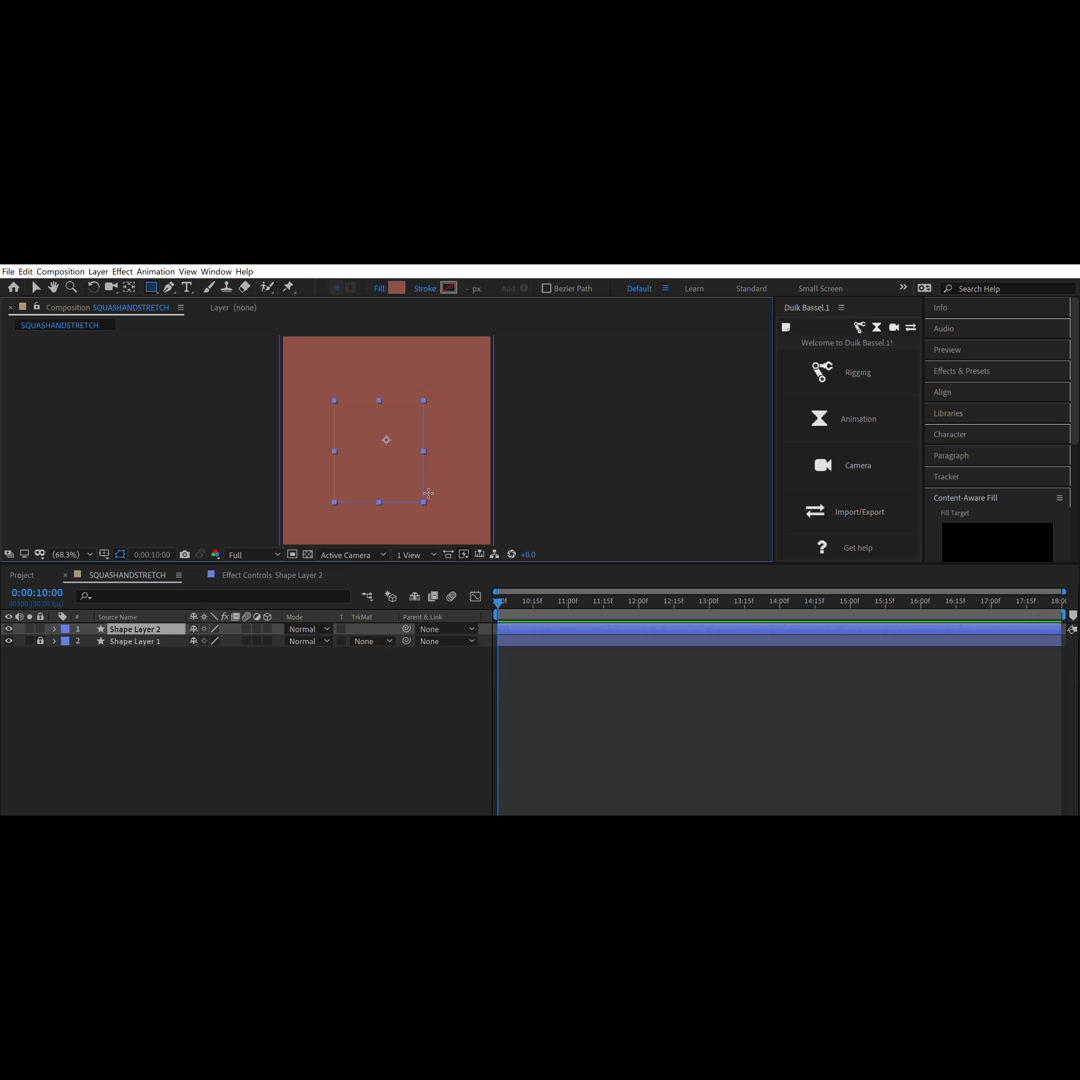 File Edit Composition Layer Effect Animation View Window Help
Fill: Stroke: - px Add Bezier Path Default Learn Standard Small Screen Search Help
Composition SQUASHANDSTRETCH Layer (none)
SQUASHANDSTRETCH
Duik Bassel.1
Welcome to Duik Bassel.1!
Rigging
Animation
Camera
Import/Export
Get help
Info
Audio
Preview
Effects & Presets
Align
Libraries
Character
Paragraph
Tracker
Content-Aware Fill
Fill Target
(68.3%) 0:00:10:00 Full Active Camera 1 View +0.0
Project SQUASHANDSTRETCH Effect Controls Shape Layer 2
0:00:10:00
00300 (30.00 fps)
10:15f 11:00f 11:15f 12:00f 12:15f 13:00f 13:15f 14:00f 14:15f 15:00f 15:15f 16:00f 16:15f 17:00f 17:15f
# Source Name Mode T TrkMat Parent & Link
1 Shape Layer 2 Normal None
2 Shape Layer 1 Normal None None